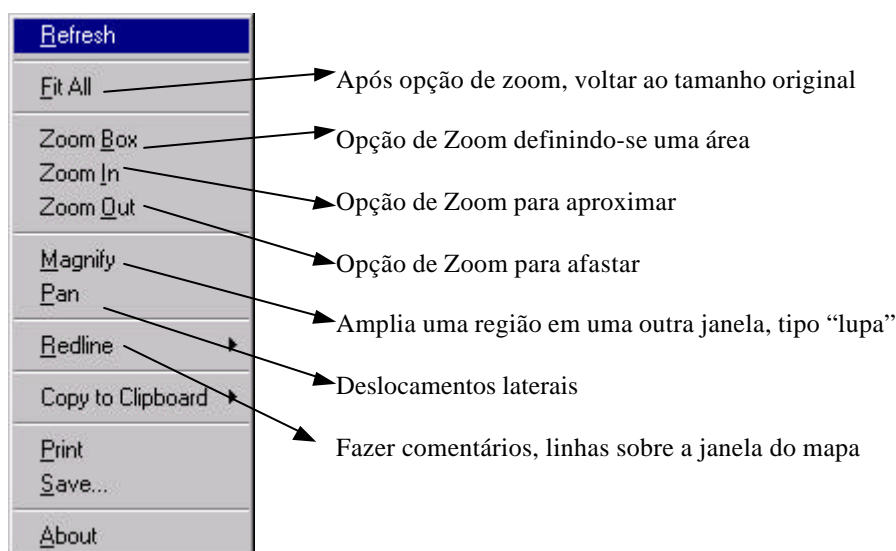 Refresh
Fit All
Após opção de zoom, voltar ao tamanho original
Zoom Box
Opção de Zoom definindo-se uma área
Zoom In
Opção de Zoom para aproximar
Zoom Out
Opção de Zoom para afastar
Magnify
Amplia uma região em uma outra janela, tipo “lupa”
Pan
Deslocamentos laterais
Redline
Fazer comentários, linhas sobre a janela do mapa
Copy to Clipboard
Print
Save...
About